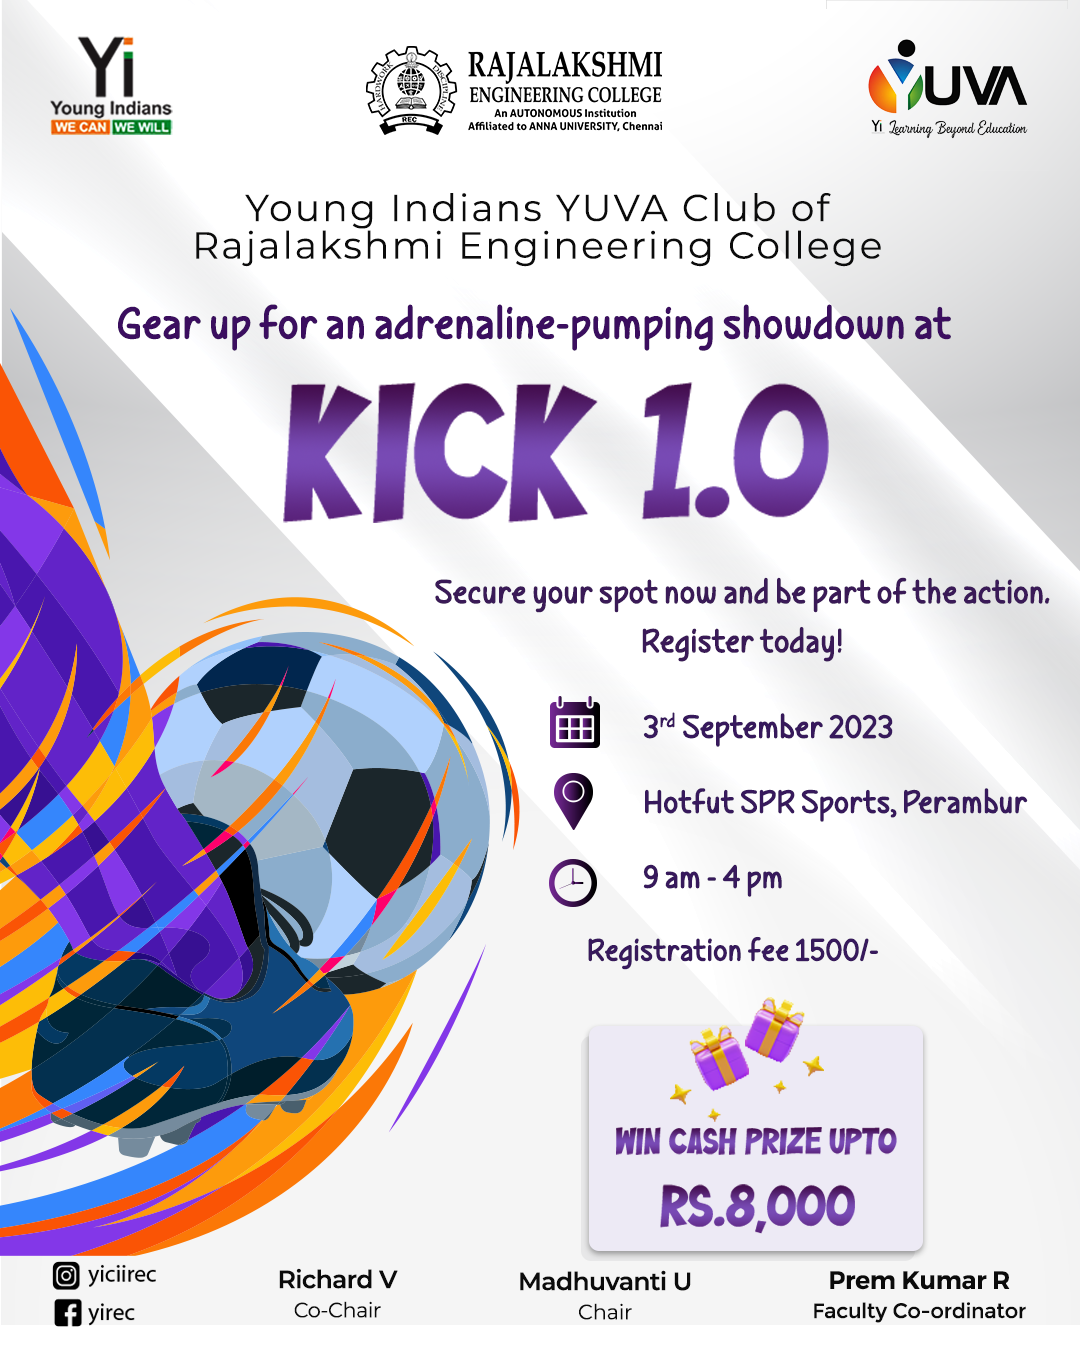 Yi
Young Indians
WE CAN WE WILL
HARDWORK DISCIPLINE
REC
RAJALAKSHMI
ENGINEERING COLLEGE
An AUTONOMOUS Institution
Affiliated to ANNA UNIVERSITY, Chennai
YUVA
Yi Learning Beyond Education
Young Indians YUVA Club of
Rajalakshmi Engineering College
Gear up for an adrenaline-pumping showdown at
KICK 1.0
Secure your spot now and be part of the action.
Register today!
3rd September 2023
Hotfut SPR Sports, Perambur
9 am - 4 pm
Registration fee 1500/-
WIN CASH PRIZE UPTO
RS.8,000
yiciirec
yirec
Richard V
Co-Chair
Madhuvanti U
Chair
Prem Kumar R
Faculty Co-ordinator